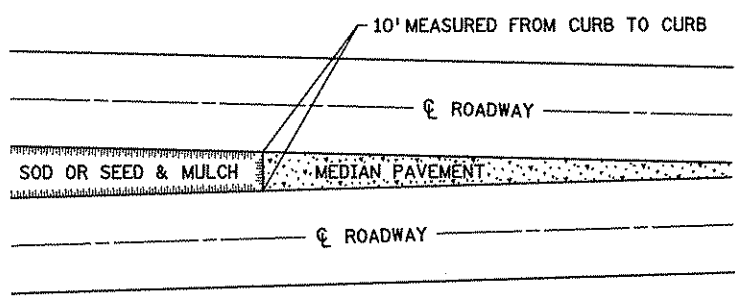 10' MEASURED FROM CURB TO CURB
℄ ROADWAY
SOD OR SEED & MULCH
MEDIAN PAVEMENT
℄ ROADWAY